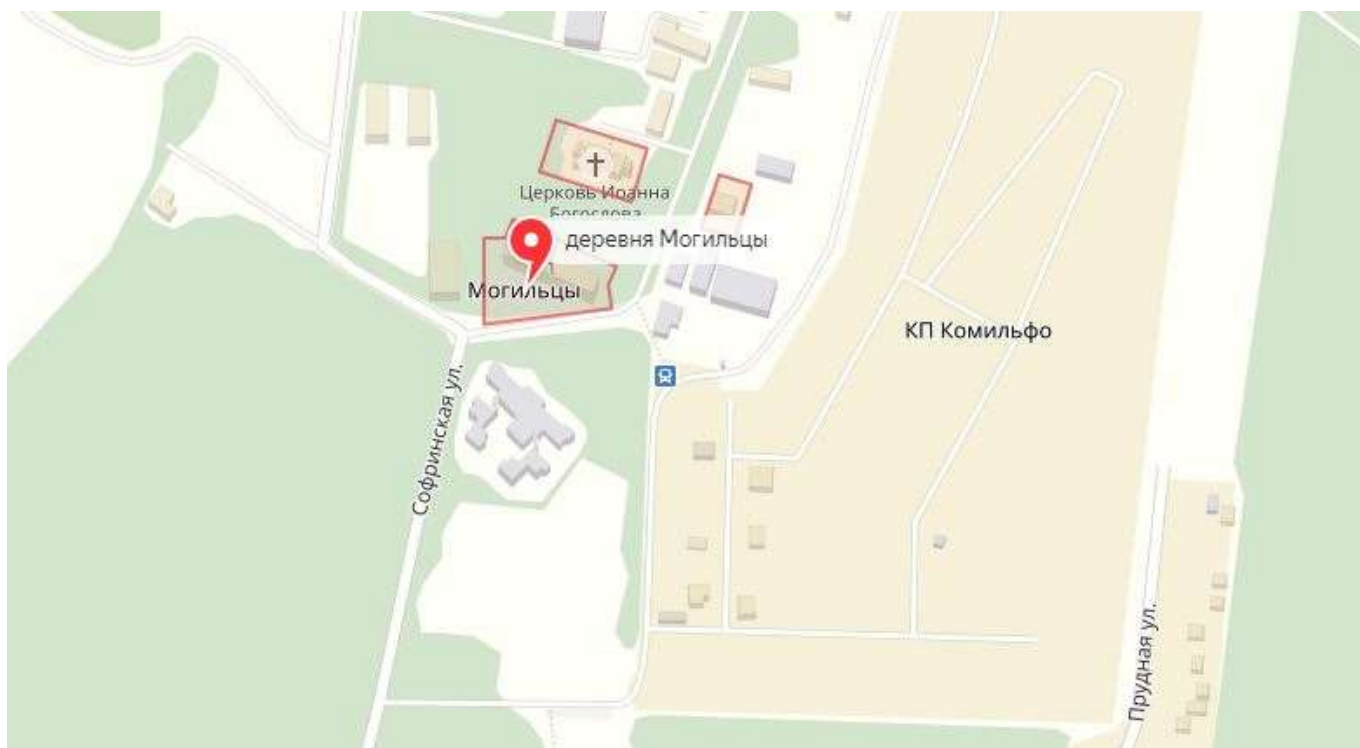 Церковь Иоанна
Богослова
деревня Могильцы
Могильцы
КП Комильфо
Софринская ул.
Прудная ул.